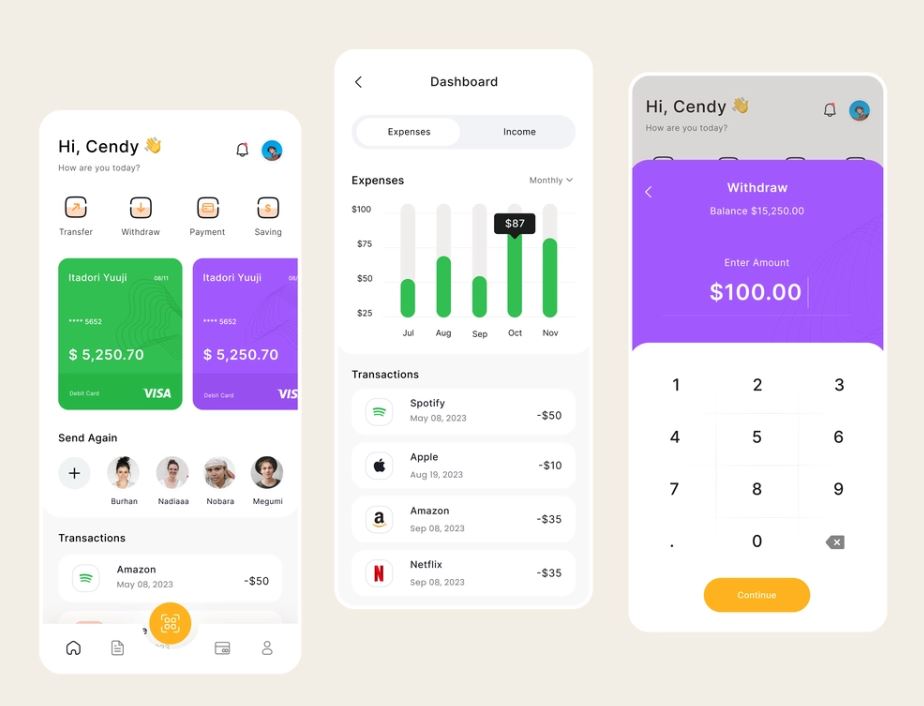 Hi, Cendy 👋
How are you today?
Transfer
Withdraw
Payment
Saving
Itadori Yuuji
08/11
**** 5652
$ 5,250.70
Debit Card
VISA
Itadori Yuuji
**** 5652
$ 5,250.70
Debit Card
Send Again
+
Burhan
Nadiaaa
Nobara
Megumi
Transactions
Amazon
May 08, 2023
-$50
Dashboard
Expenses
Income
Expenses
Monthly
$100
$75
$50
$25
$87
Jul
Aug
Sep
Oct
Nov
Transactions
Spotify
May 08, 2023
-$50
Apple
Aug 19, 2023
-$10
a
Amazon
Sep 08, 2023
-$35
N
Netflix
Sep 08, 2023
-$35
Hi, Cendy 👋
How are you today?
Withdraw
Balance $15,250.00
Enter Amount
$100.00
1 2 3
4 5 6
7 8 9
. 0
Continue